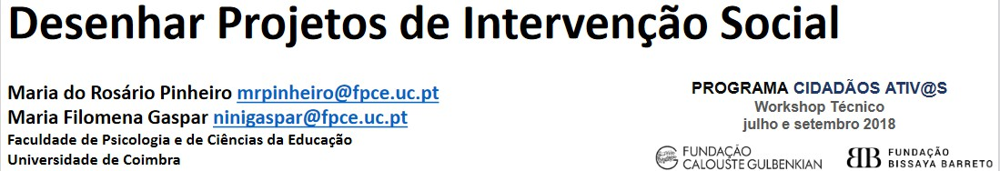 Desenhar Projetos de Intervenção Social
Maria do Rosário Pinheiro mrpinheiro@fpce.uc.pt
Maria Filomena Gaspar ninigaspar@fpce.uc.pt
Faculdade de Psicologia e de Ciências da Educação
Universidade de Coimbra
PROGRAMA CIDADÃOS ATIV@S
Workshop Técnico
julho e setembro 2018
FUNDAÇÃO
CALOUSTE GULBENKIAN
FUNDAÇÃO
BISSAYA BARRETO